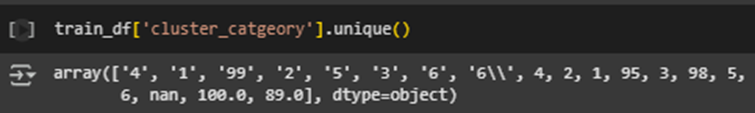 [ ] train_df['cluster_catgeory'].unique()
array(['4', '1', '99', '2', '5', '3', '6', '6\\', 4, 2, 1, 95, 3, 98, 5,
6, nan, 100.0, 89.0], dtype=object)